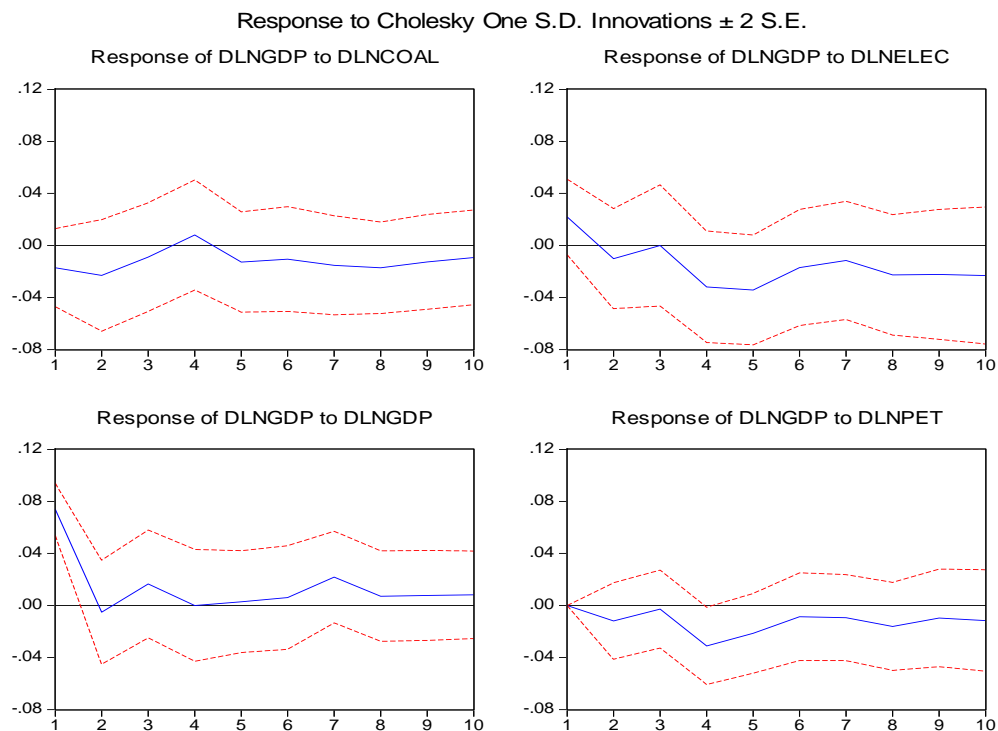 Response to Cholesky One S.D. Innovations ± 2 S.E.
Response of DLNGDP to DLNCOAL
.12
.08
.04
.00
-.04
-.08
1 2 3 4 5 6 7 8 9 10
Response of DLNGDP to DLNELEC
.12
.08
.04
.00
-.04
-.08
1 2 3 4 5 6 7 8 9 10
Response of DLNGDP to DLNGDP
.12
.08
.04
.00
-.04
-.08
1 2 3 4 5 6 7 8 9 10
Response of DLNGDP to DLNPET
.12
.08
.04
.00
-.04
-.08
1 2 3 4 5 6 7 8 9 10